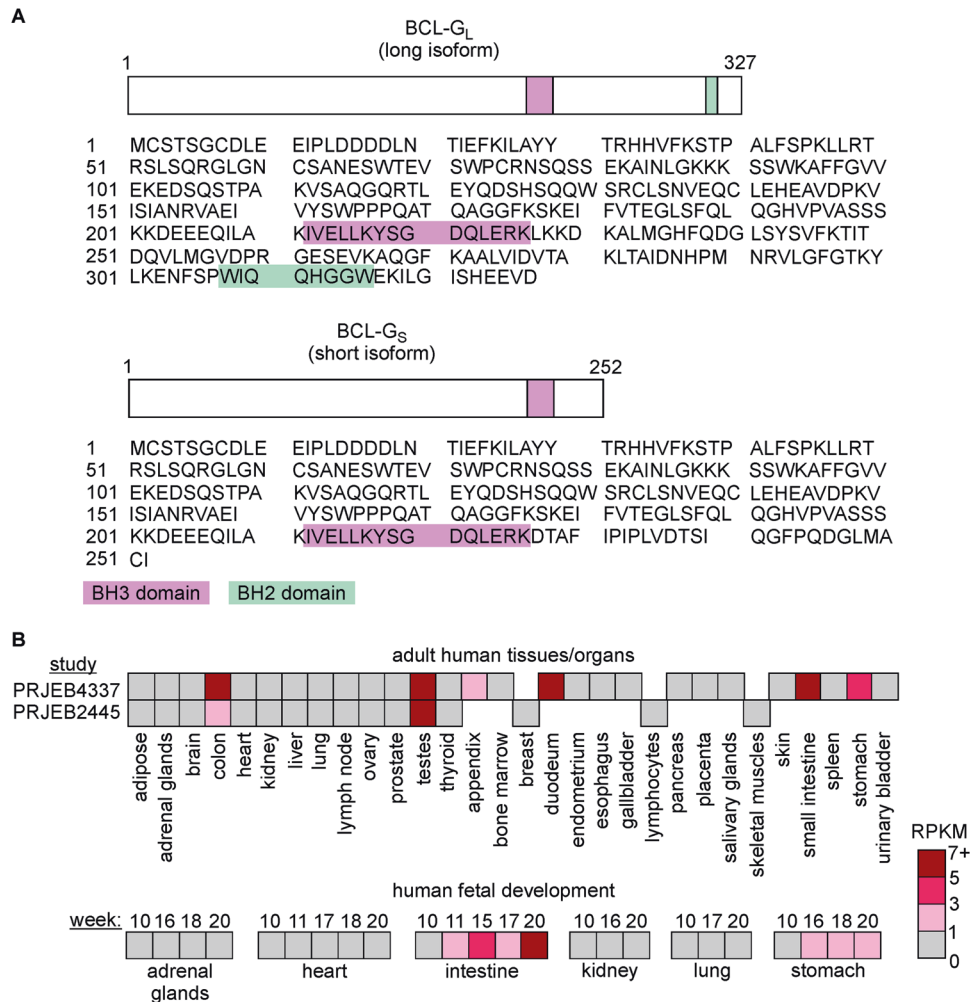 A
BCL-GL
(long isoform)
1 327
1 MCSTSGCDLE EIPLDDDDLN TIEFKILAYY TRHHVFKSTP ALFSPKLLRT
51 RSLSQRGLGN CSANESWTEV SWPCRNSQSS EKAINLGKKK SSWKAFFGVV
101 EKEDSQSTPA KVSAQGQRTL EYQDSHSQQW SRCLSNVEQC LEHEAVDPKV
151 ISIANRVAEI VYSWPPPQAT QAGGFKSKEI FVTEGLSFQL QGHVPVASSS
201 KKDEEEQILA KIVELLKYSG DQLERKLKKD KALMGHFQDG LSYSVFKTIT
251 DQVLMGVDPR GESEVKAQGF KAALVIDVTA KLTAIDNHPM NRVLGFGTKY
301 LKENFSPWIQ QHGGWEKILG ISHEEVD
BCL-GS
(short isoform)
1 252
1 MCSTSGCDLE EIPLDDDDLN TIEFKILAYY TRHHVFKSTP ALFSPKLLRT
51 RSLSQRGLGN CSANESWTEV SWPCRNSQSS EKAINLGKKK SSWKAFFGVV
101 EKEDSQSTPA KVSAQGQRTL EYQDSHSQQW SRCLSNVEQC LEHEAVDPKV
151 ISIANRVAEI VYSWPPPQAT QAGGFKSKEI FVTEGLSFQL QGHVPVASSS
201 KKDEEEQILA KIVELLKYSG DQLERKDTAF IPIPLVDTSI QGFPQDGLMA
251 CI
BH3 domain BH2 domain
B
study
adult human tissues/organs
PRJEB4337
PRJEB2445
adipose
adrenal glands
brain
colon
heart
kidney
liver
lung
lymph node
ovary
prostate
testes
thyroid
appendix
bone marrow
breast
duodeum
endometrium
esophagus
gallbladder
lymphocytes
pancreas
placenta
salivary glands
skeletal muscles
skin
small intestine
spleen
stomach
urinary bladder
RPKM
7+
5
3
1
0
human fetal development
week: 10 16 18 20 10 11 17 18 20 10 11 15 17 20 10 16 20 10 17 20 10 16 18 20
adrenal glands
heart
intestine
kidney
lung
stomach